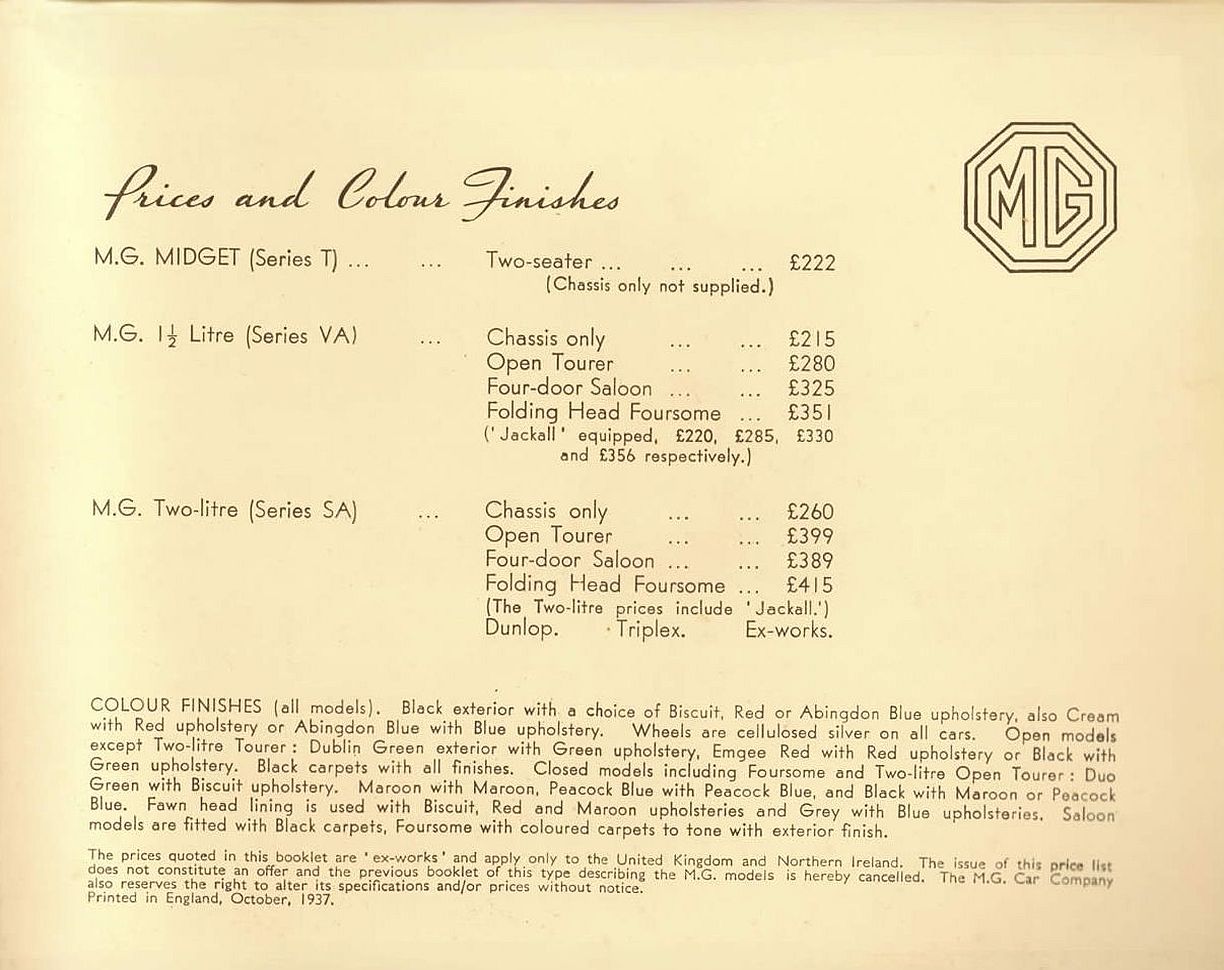 MG
Prices and Colour Finishes
M.G. MIDGET (Series T) ... ... Two-seater ... ... ... £222
(Chassis only not supplied.)
M.G. 1½ Litre (Series VA) ... Chassis only ... ... £215
Open Tourer ... ... £280
Four-door Saloon ... ... £325
Folding Head Foursome ... £351
('Jackall' equipped, £220, £285, £330
and £356 respectively.)
M.G. Two-litre (Series SA) ... Chassis only ... ... £260
Open Tourer ... ... £399
Four-door Saloon ... ... £389
Folding Head Foursome ... £415
(The Two-litre prices include 'Jackall.')
Dunlop. Triplex. Ex-works.
COLOUR FINISHES (all models). Black exterior with a choice of Biscuit, Red or Abingdon Blue upholstery, also Cream
with Red upholstery or Abingdon Blue with Blue upholstery. Wheels are cellulosed silver on all cars. Open models
except Two-litre Tourer : Dublin Green exterior with Green upholstery, Emgee Red with Red upholstery or Black with
Green upholstery. Black carpets with all finishes. Closed models including Foursome and Two-litre Open Tourer : Duo
Green with Biscuit upholstery. Maroon with Maroon, Peacock Blue with Peacock Blue, and Black with Maroon or Peacock
Blue. Fawn head lining is used with Biscuit, Red and Maroon upholsteries and Grey with Blue upholsteries. Saloon
models are fitted with Black carpets, Foursome with coloured carpets to tone with exterior finish.
The prices quoted in this booklet are 'ex-works' and apply only to the United Kingdom and Northern Ireland. The issue of this price list
does not constitute an offer and the previous booklet of this type describing the M.G. models is hereby cancelled. The M.G. Car Company
also reserves the right to alter its specifications and/or prices without notice.
Printed in England, October, 1937.